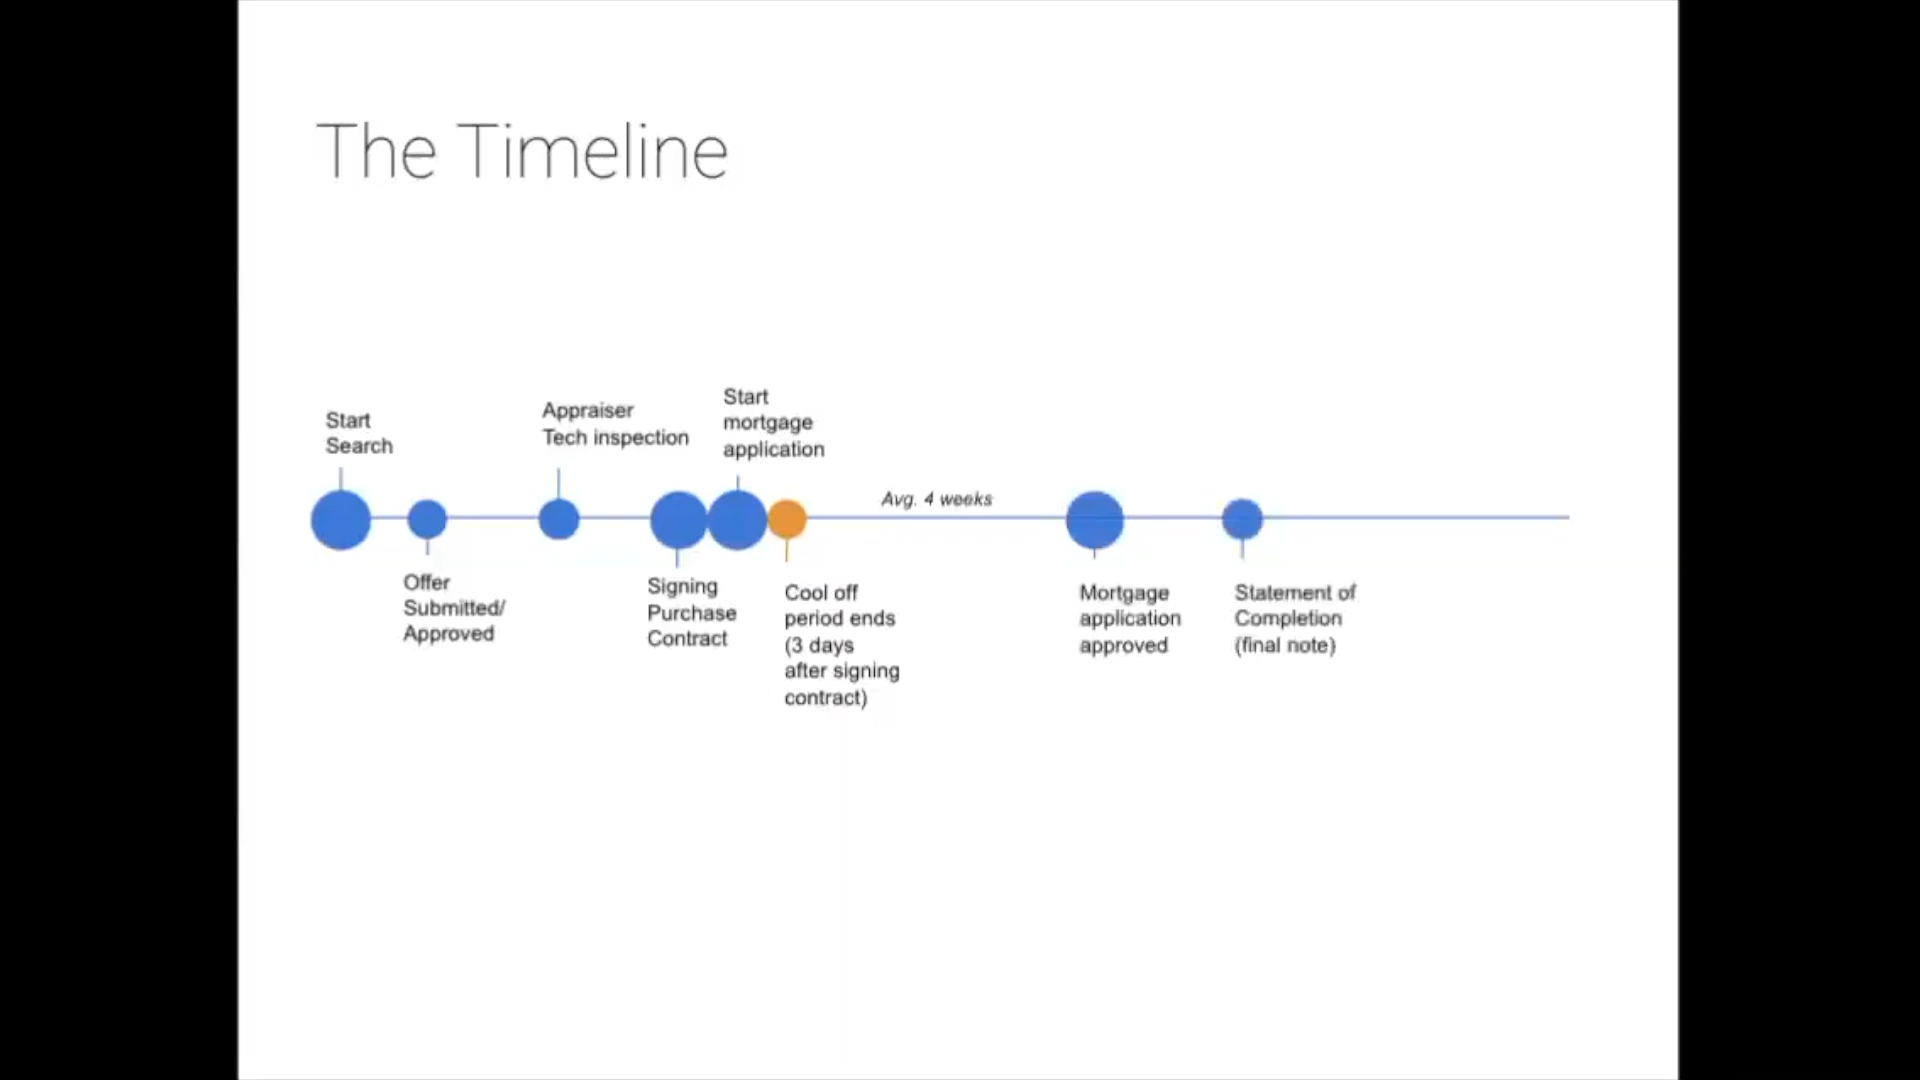 The Timeline
Start
Search
Offer
Submitted/
Approved
Appraiser
Tech inspection
Signing
Purchase
Contract
Start
mortgage
application
Cool off
period ends
(3 days
after signing
contract)
Avg. 4 weeks
Mortgage
application
approved
Statement of
Completion
(final note)